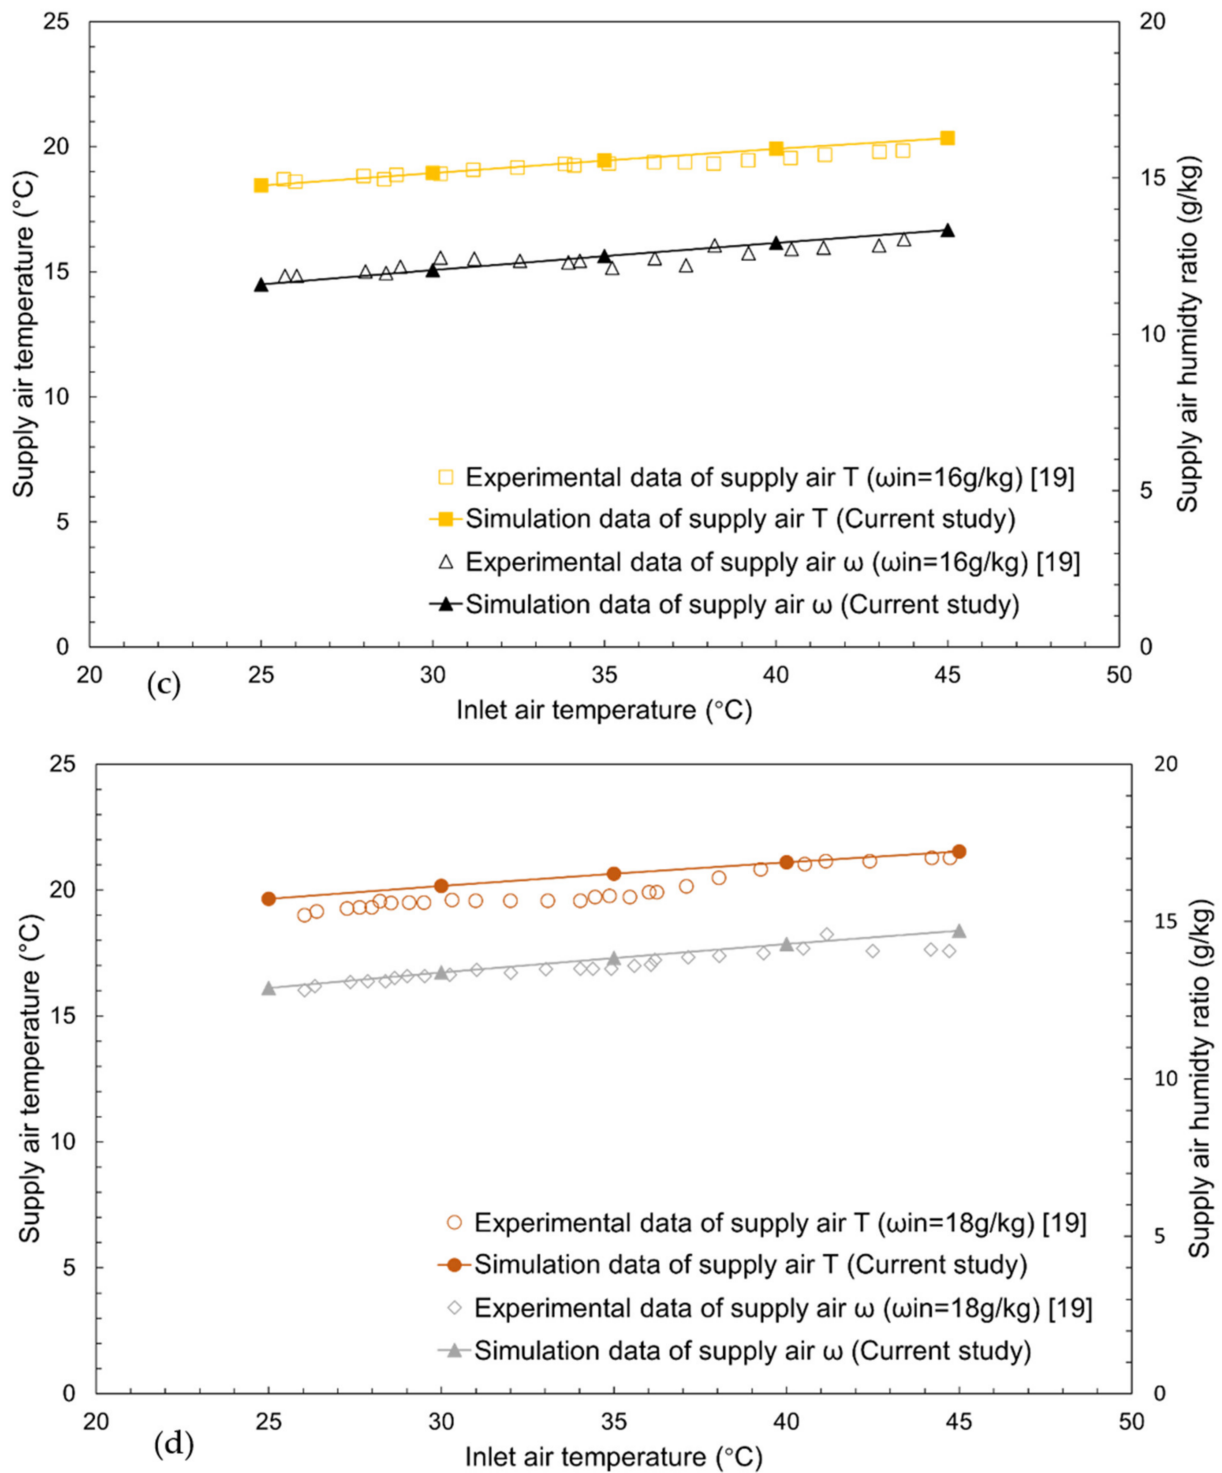 25
20
15
10
5
0
Supply air temperature (°C)
20
15
10
5
0
Supply air humidty ratio (g/kg)
Experimental data of supply air T (ωin=16g/kg) [19]
Simulation data of supply air T (Current study)
Experimental data of supply air ω (ωin=16g/kg) [19]
Simulation data of supply air ω (Current study)
20 25 30 35 40 45 50
(c)
Inlet air temperature (°C)
25
20
15
10
5
0
Supply air temperature (°C)
20
15
10
5
0
Supply air humidty ratio (g/kg)
Experimental data of supply air T (ωin=18g/kg) [19]
Simulation data of supply air T (Current study)
Experimental data of supply air ω (ωin=18g/kg) [19]
Simulation data of supply air ω (Current study)
20 25 30 35 40 45 50
(d)
Inlet air temperature (°C)